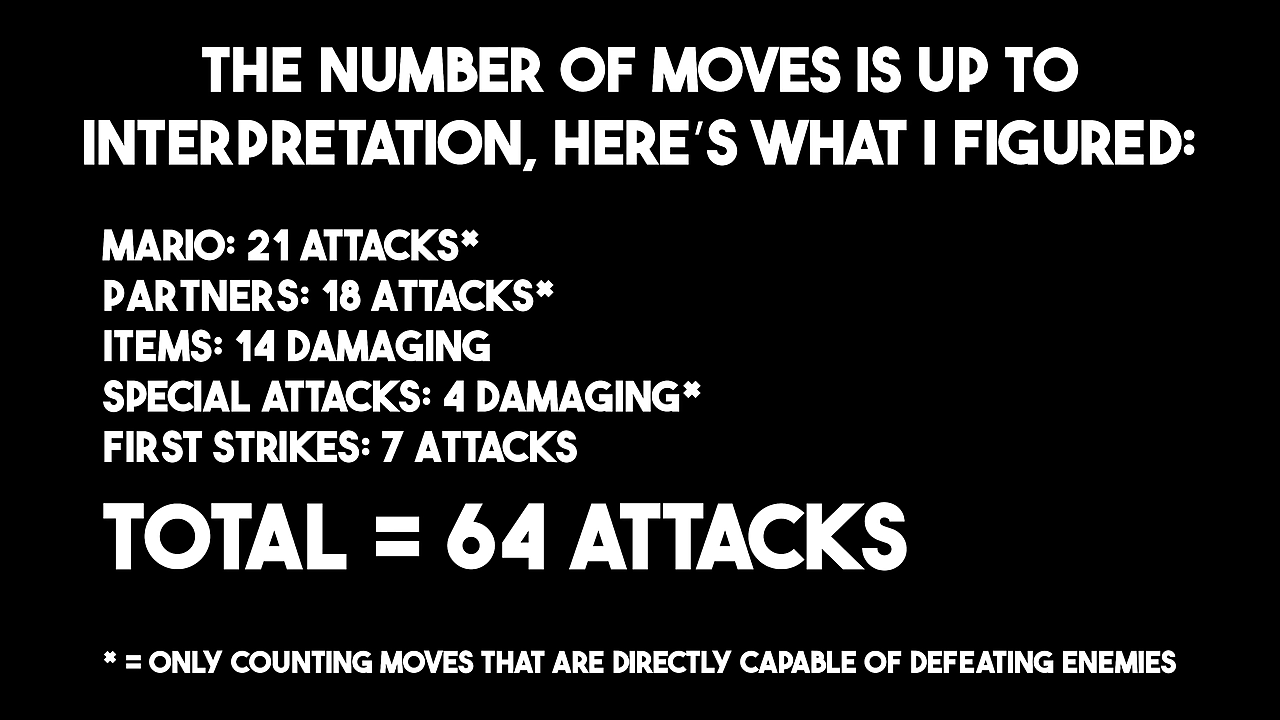 THE NUMBER OF MOVES IS UP TO
INTERPRETATION, HERE'S WHAT I FIGURED:
MARIO: 21 ATTACKS*
PARTNERS: 18 ATTACKS*
ITEMS: 14 DAMAGING
SPECIAL ATTACKS: 4 DAMAGING*
FIRST STRIKES: 7 ATTACKS
TOTAL = 64 ATTACKS
* = ONLY COUNTING MOVES THAT ARE DIRECTLY CAPABLE OF DEFEATING ENEMIES